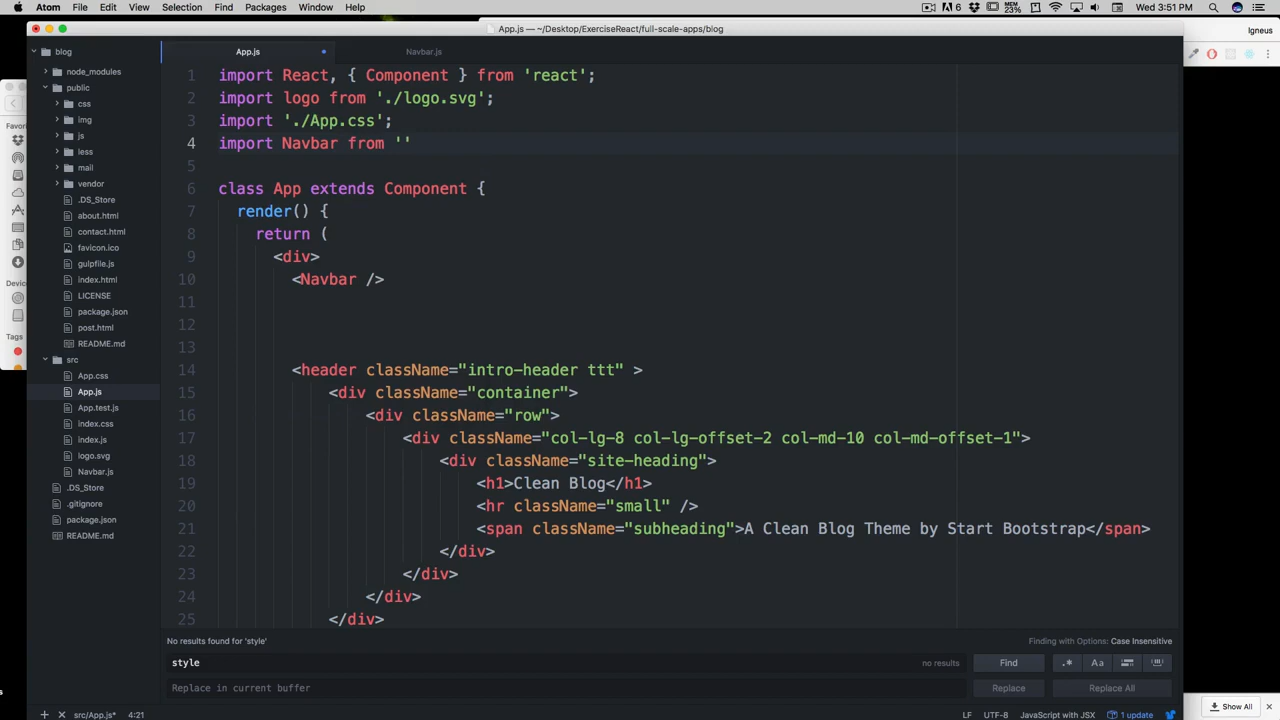 Atom File Edit View Selection Find Packages Window Help
6
MEM 23%
Wed 3:51 PM
App.js — ~/Desktop/ExerciseReact/full-scale-apps/blog
Igneus
Favor
Device
Tags
blog
node_modules
public
css
img
js
less
mail
vendor
.DS_Store
about.html
contact.html
favicon.ico
gulpfile.js
index.html
LICENSE
package.json
post.html
README.md
src
App.css
App.js
App.test.js
index.css
index.js
logo.svg
Navbar.js
.DS_Store
.gitignore
package.json
README.md
App.js Navbar.js
1 import React, { Component } from 'react';
2 import logo from './logo.svg';
3 import './App.css';
4 import Navbar from ''
5
6 class App extends Component {
7 render() {
8 return (
9 <div>
10 <Navbar />
11
12
13
14 <header className="intro-header ttt" >
15 <div className="container">
16 <div className="row">
17 <div className="col-lg-8 col-lg-offset-2 col-md-10 col-md-offset-1">
18 <div className="site-heading">
19 <h1>Clean Blog</h1>
20 <hr className="small" />
21 <span className="subheading">A Clean Blog Theme by Start Bootstrap</span>
22 </div>
23 </div>
24 </div>
25 </div>
No results found for 'style' Finding with Options: Case Insensitive
style no results Find .* Aa
Replace in current buffer Replace Replace All
src/App.js* 4:21 LF UTF-8 JavaScript with JSX 1 update
Show All